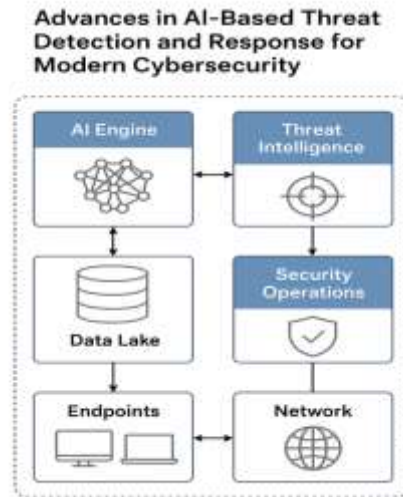 Advances in AI-Based Threat
Detection and Response for
Modern Cybersecurity
AI Engine
Threat
Intelligence
Data Lake
Security
Operations
Endpoints
Network